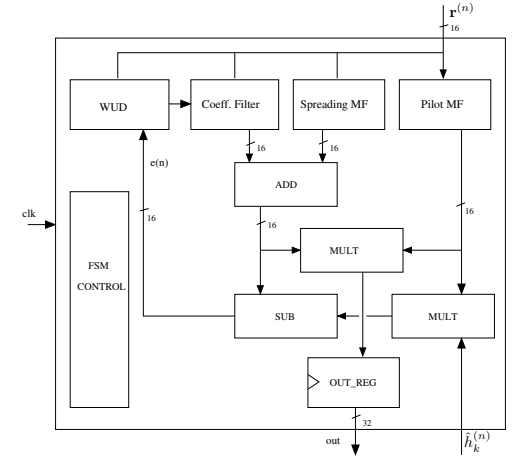 r^(n)
16
WUD
Coeff. Filter
Spreading MF
Pilot MF
16
16
e(n)
ADD
clk
16
16
16
FSM
CONTROL
MULT
SUB
MULT
OUT_REG
32
out
ĥ_k^(n)